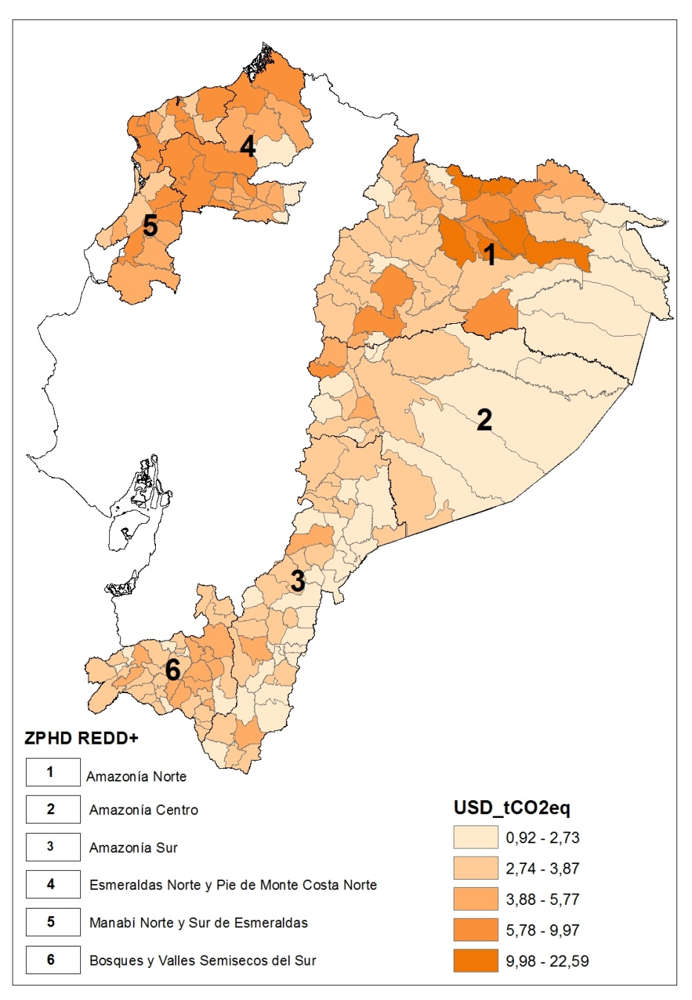 4
5
1
2
3
6
ZPHD REDD+
1 Amazonía Norte
2 Amazonía Centro
3 Amazonía Sur
4 Esmeraldas Norte y Pie de Monte Costa Norte
5 Manabí Norte y Sur de Esmeraldas
6 Bosques y Valles Semisecos del Sur
USD_tCO2eq
0,92 - 2,73
2,74 - 3,87
3,88 - 5,77
5,78 - 9,97
9,98 - 22,59